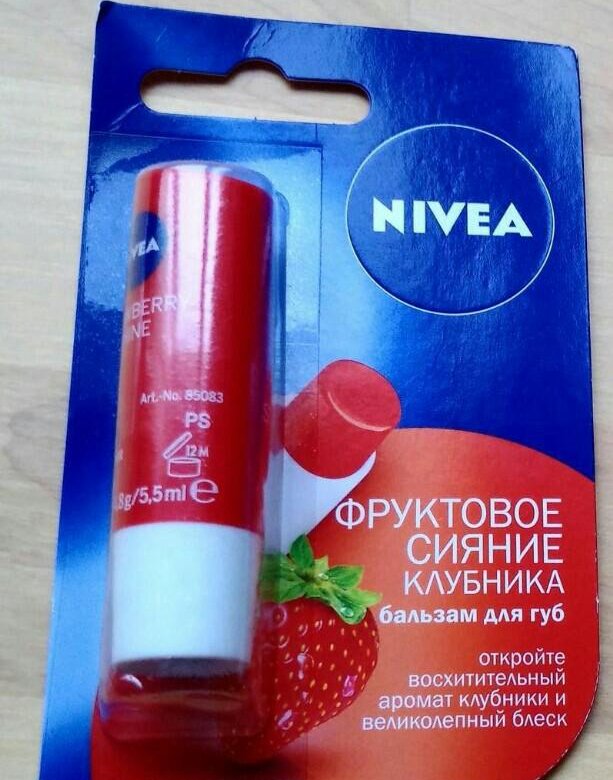 NIVEA
ФРУКТОВОЕ
СИЯНИЕ
КЛУБНИКА
бальзам для губ
откройте
восхитительный
аромат клубники и
великолепный блеск
VEA
BERRY
NE
Art.-No. 85083
PS
12M
8g/5,5ml e